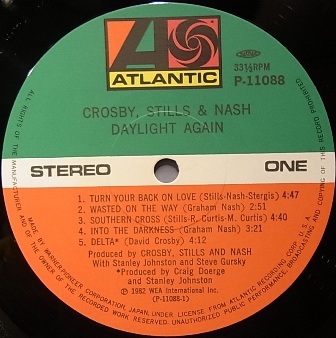 ATLANTIC
33⅓RPM
P-11088
CROSBY, STILLS & NASH
DAYLIGHT AGAIN
STEREO
ONE
1. TURN YOUR BACK ON LOVE (Stills-Nash-Stergis) 4:47
2. WASTED ON THE WAY (Graham Nash) 2:51
3. SOUTHERN CROSS (Stills-R. Curtis-M. Curtis) 4:40
4. INTO THE DARKNESS (Graham Nash) 3:21
5. DELTA* (David Crosby) 4:12
Produced by CROSBY, STILLS AND NASH
With Stanley Johnston and Steve Gursky
*Produced by Craig Doerge
and Stanley Johnston
℗ 1982 WEA International Inc.
(P-11088-1)
ALL RIGHTS OF THE MANUFACTURER AND OF THE OWNER OF THE RECORDED WORK RESERVED. UNAUTHORIZED PUBLIC PERFORMANCE, BROADCASTING AND COPYING OF THIS RECORD PROHIBITED
MADE BY WARNER-PIONEER CORPORATION, JAPAN, UNDER LICENSE FROM ATLANTIC RECORDING CORP., U.S.A.